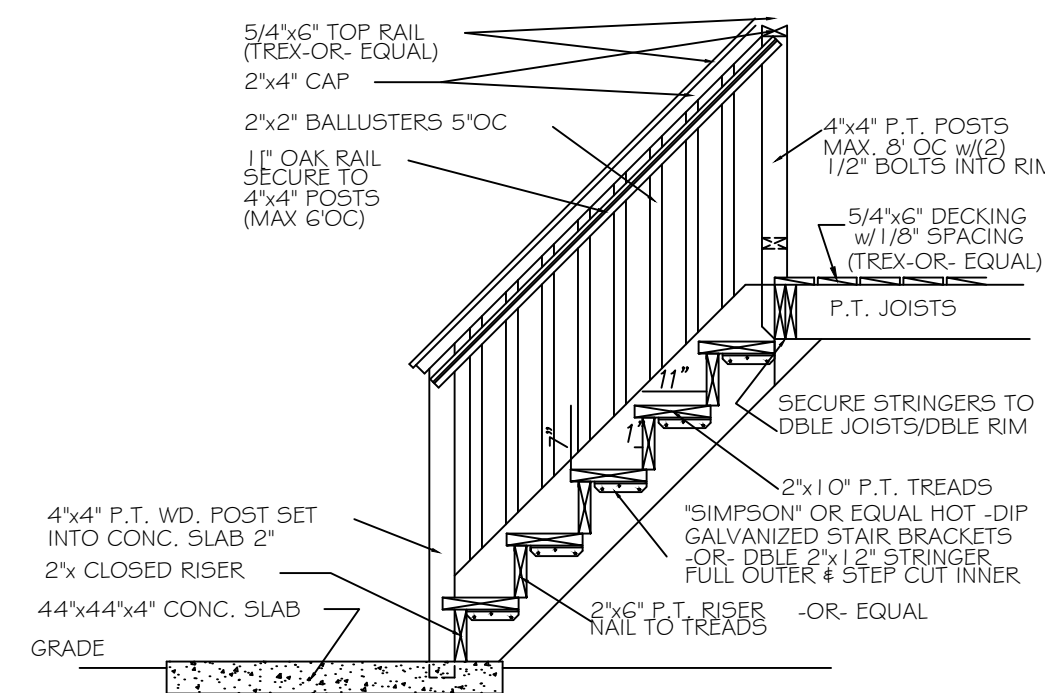 5/4"x6" TOP RAIL
(TREX-OR- EQUAL)
2"x4" CAP
2"x2" BALLUSTERS 5"OC
1[" OAK RAIL
SECURE TO
4"x4" POSTS
(MAX 6'OC)
4"x4" P.T. POSTS
MAX. 8' OC w/(2)
1/2" BOLTS INTO RIM
5/4"x6" DECKING
w/1/8" SPACING
(TREX-OR- EQUAL)
P.T. JOISTS
11"
7"
1"
SECURE STRINGERS TO
DBLE JOISTS/DBLE RIM
2"x10" P.T. TREADS
"SIMPSON" OR EQUAL HOT -DIP
GALVANIZED STAIR BRACKETS
-OR- DBLE 2"x12" STRINGER
FULL OUTER & STEP CUT INNER
-OR- EQUAL
2"x6" P.T. RISER
NAIL TO TREADS
4"x4" P.T. WD. POST SET
INTO CONC. SLAB 2"
2"x CLOSED RISER
44"x44"x4" CONC. SLAB
GRADE